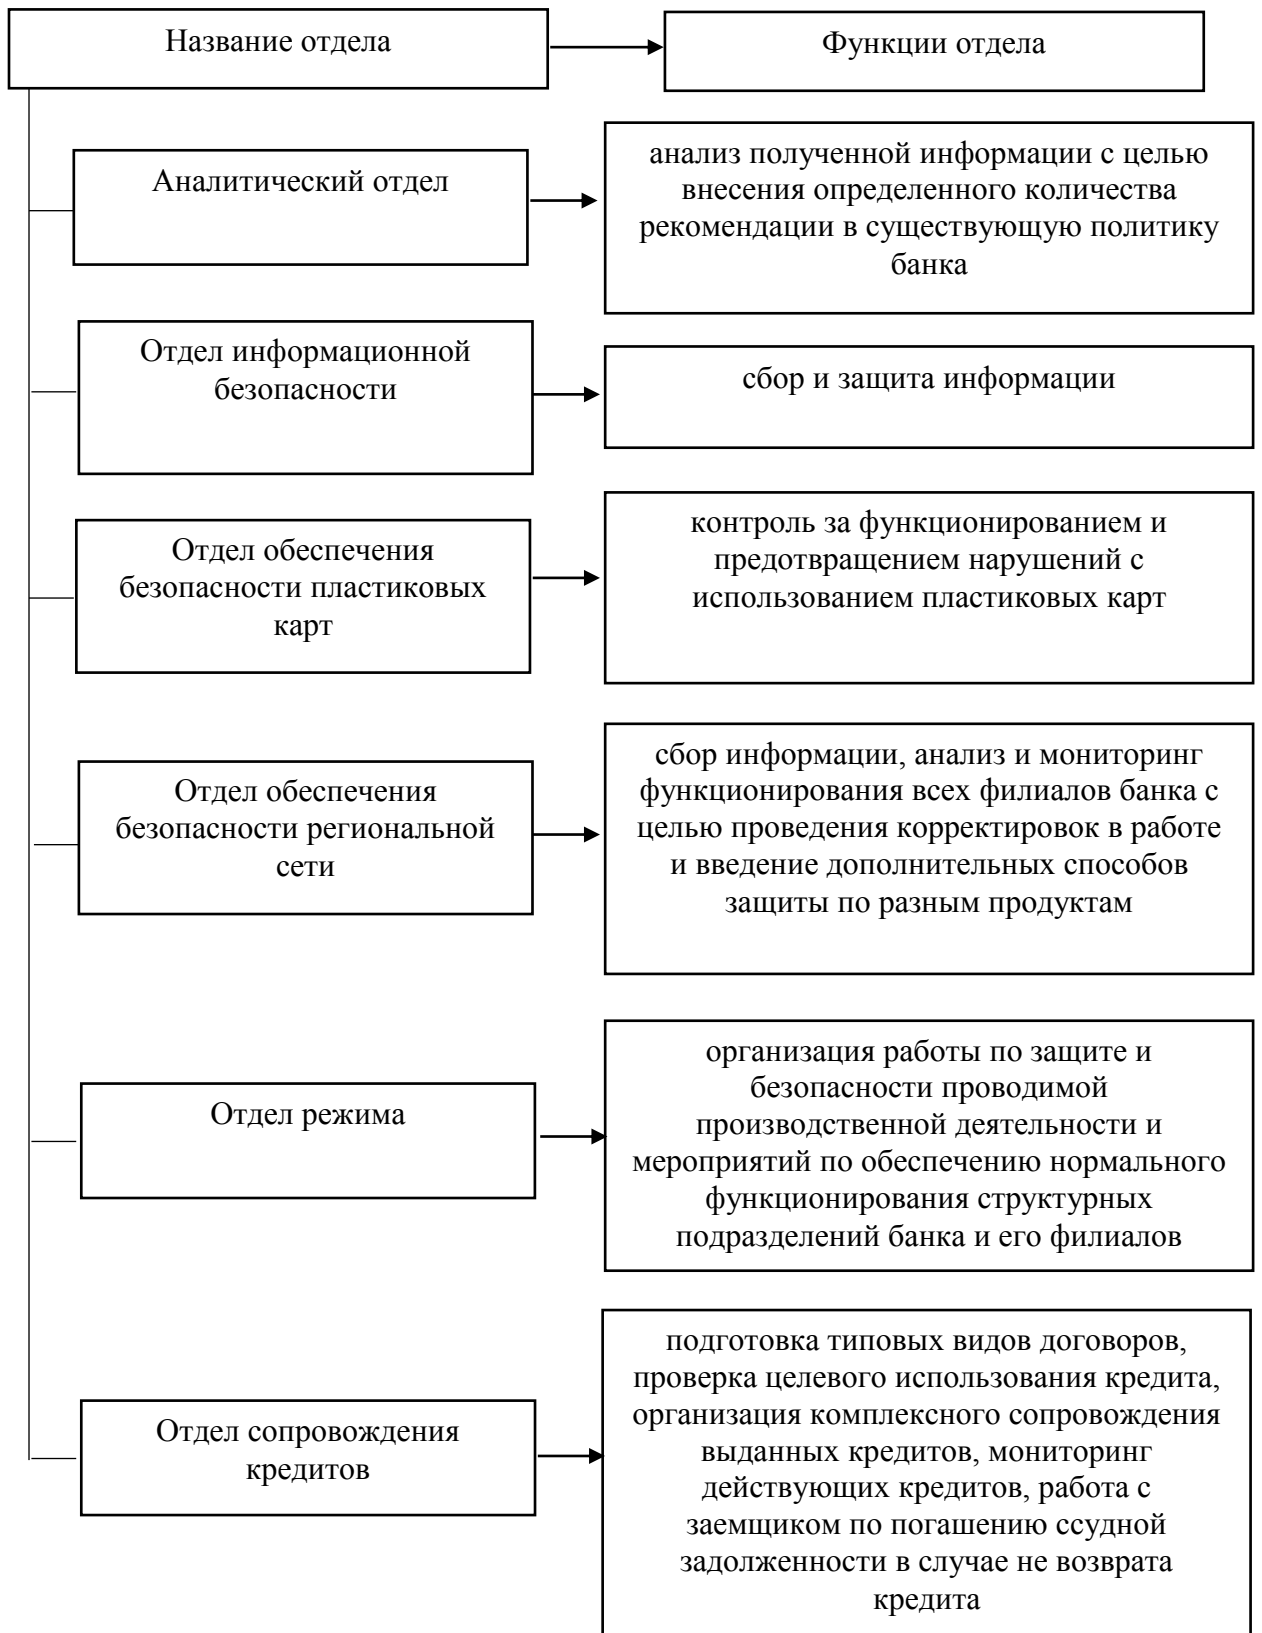 Название отдела
Функции отдела
Аналитический отдел
анализ полученной информации с целью
внесения определенного количества
рекомендации в существующую политику
банка
Отдел информационной
безопасности
сбор и защита информации
Отдел обеспечения
безопасности пластиковых
карт
контроль за функционированием и
предотвращением нарушений с
использованием пластиковых карт
Отдел обеспечения
безопасности региональной
сети
сбор информации, анализ и мониторинг
функционирования всех филиалов банка с
целью проведения корректировок в работе
и введение дополнительных способов
защиты по разным продуктам
Отдел режима
организация работы по защите и
безопасности проводимой
производственной деятельности и
мероприятий по обеспечению нормального
функционирования структурных
подразделений банка и его филиалов
Отдел сопровождения
кредитов
подготовка типовых видов договоров,
проверка целевого использования кредита,
организация комплексного сопровождения
выданных кредитов, мониторинг
действующих кредитов, работа с
заемщиком по погашению ссудной
задолженности в случае не возврата
кредита